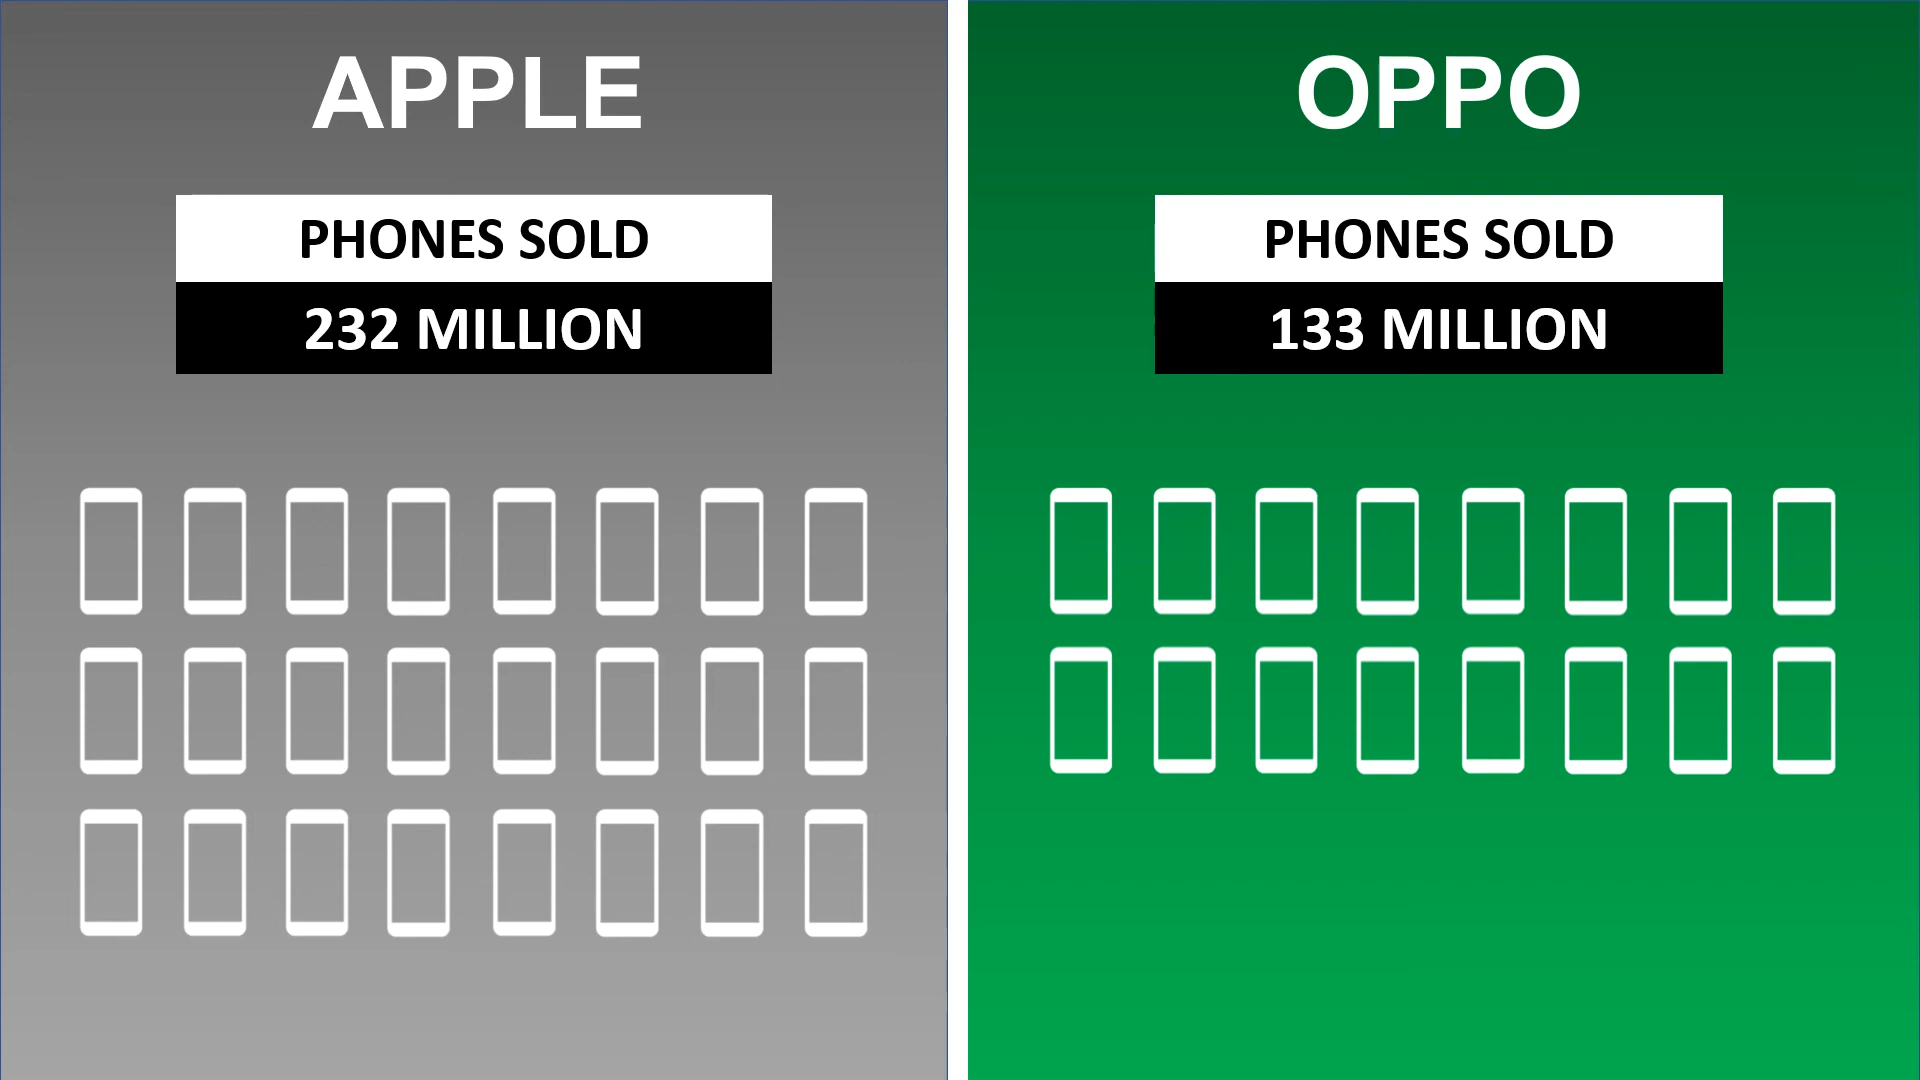 APPLE
PHONES SOLD
232 MILLION
OPPO
PHONES SOLD
133 MILLION